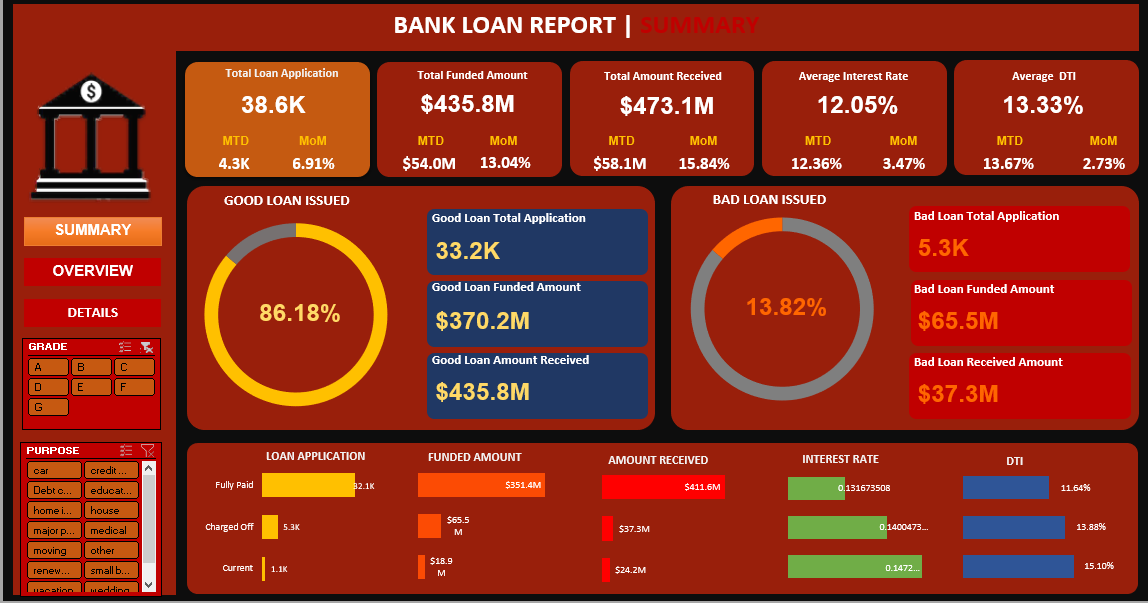 BANK LOAN REPORT | SUMMARY
$
SUMMARY
OVERVIEW
DETAILS
GRADE
A B C
D E F
G
PURPOSE
car credit ...
Debt c... educat...
home i... house
major p... medical
moving other
renew... small b...
vacation wedding
Total Loan Application
38.6K
MTD MoM
4.3K 6.91%
Total Funded Amount
$435.8M
MTD MoM
$54.0M 13.04%
Total Amount Received
$473.1M
MTD MoM
$58.1M 15.84%
Average Interest Rate
12.05%
MTD MoM
12.36% 3.47%
Average DTI
13.33%
MTD MoM
13.67% 2.73%
GOOD LOAN ISSUED
86.18%
Good Loan Total Application
33.2K
Good Loan Funded Amount
$370.2M
Good Loan Amount Received
$435.8M
BAD LOAN ISSUED
13.82%
Bad Loan Total Application
5.3K
Bad Loan Funded Amount
$65.5M
Bad Loan Received Amount
$37.3M
LOAN APPLICATION
Fully Paid 32.1K
Charged Off 5.3K
Current 1.1K
FUNDED AMOUNT
$351.4M
$65.5
M
$18.9
M
AMOUNT RECEIVED
$411.6M
$37.3M
$24.2M
INTEREST RATE
0.131673508
0.1400473...
0.1472...
DTI
11.64%
13.88%
15.10%